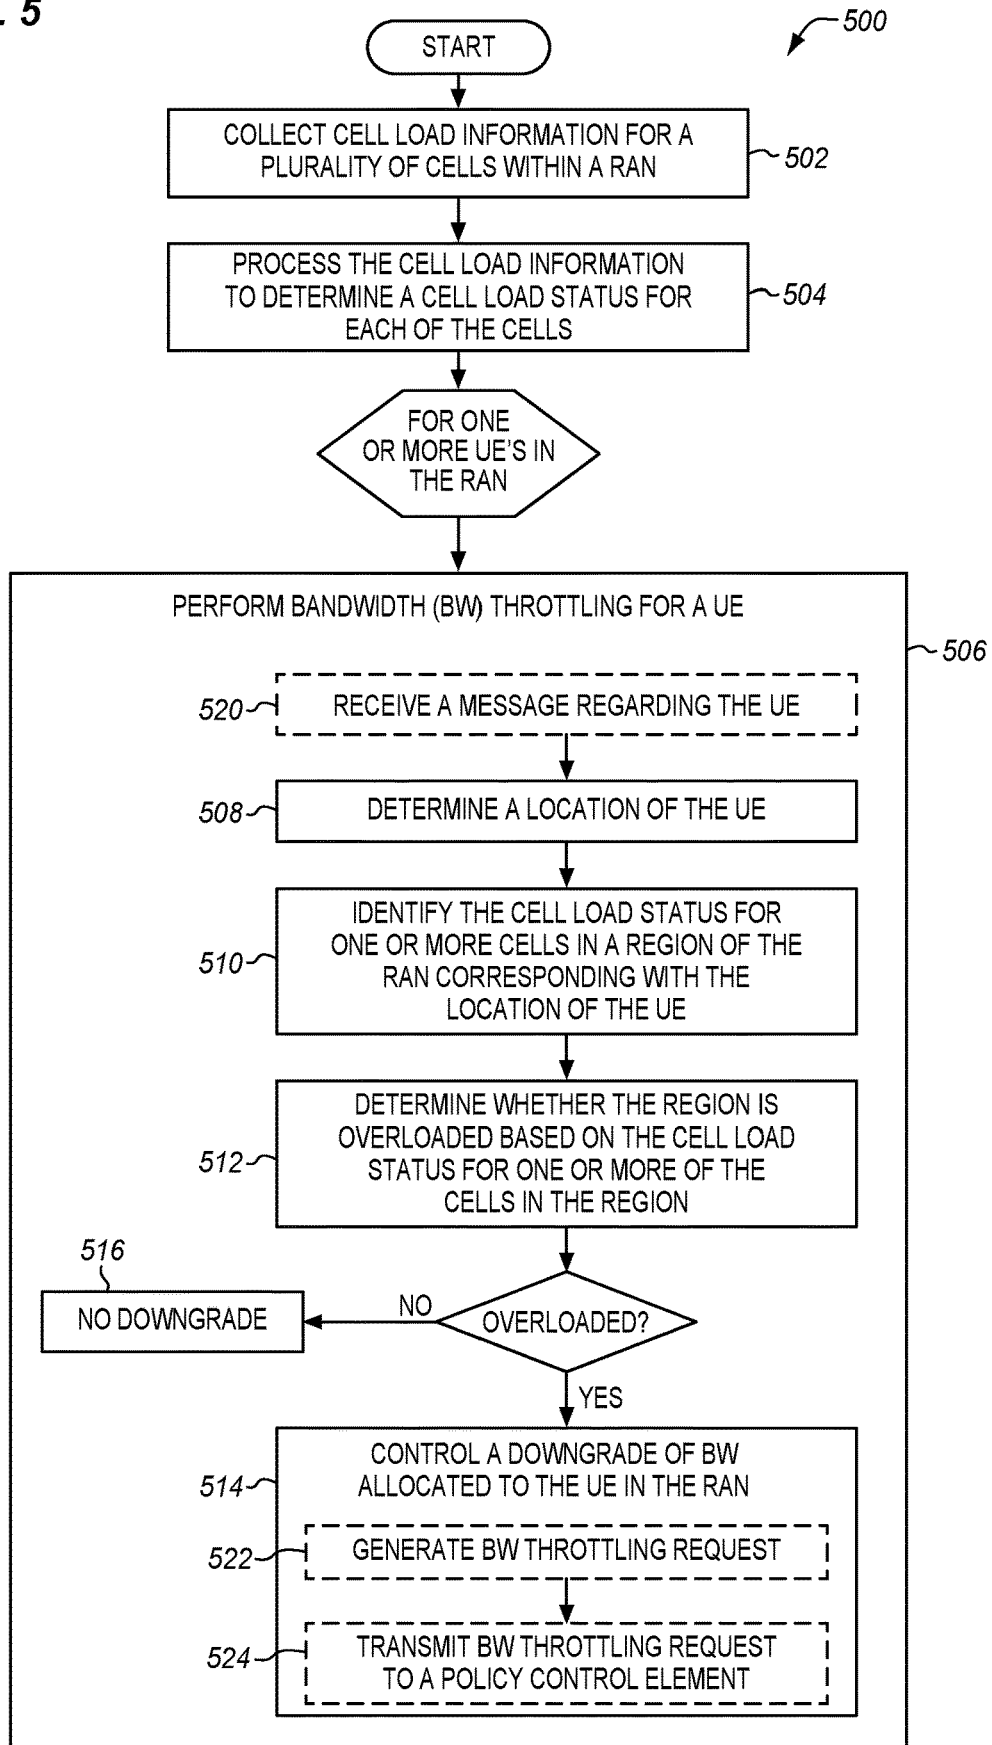 . 5
500
START
COLLECT CELL LOAD INFORMATION FOR A
PLURALITY OF CELLS WITHIN A RAN
502
PROCESS THE CELL LOAD INFORMATION
TO DETERMINE A CELL LOAD STATUS FOR
EACH OF THE CELLS
504
FOR ONE
OR MORE UE'S IN
THE RAN
PERFORM BANDWIDTH (BW) THROTTLING FOR A UE
506
520
RECEIVE A MESSAGE REGARDING THE UE
508
DETERMINE A LOCATION OF THE UE
510
IDENTIFY THE CELL LOAD STATUS FOR
ONE OR MORE CELLS IN A REGION OF THE
RAN CORRESPONDING WITH THE
LOCATION OF THE UE
512
DETERMINE WHETHER THE REGION IS
OVERLOADED BASED ON THE CELL LOAD
STATUS FOR ONE OR MORE OF THE
CELLS IN THE REGION
516
NO DOWNGRADE
NO
OVERLOADED?
YES
514
CONTROL A DOWNGRADE OF BW
ALLOCATED TO THE UE IN THE RAN
522
GENERATE BW THROTTLING REQUEST
524
TRANSMIT BW THROTTLING REQUEST
TO A POLICY CONTROL ELEMENT